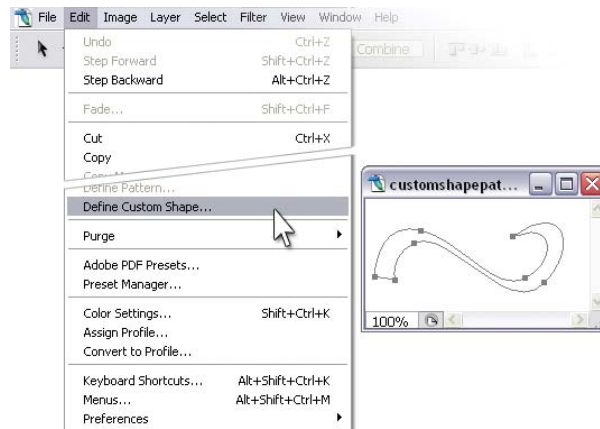 File Edit Image Layer Select Filter View Window Help
Combine
Undo Ctrl+Z
Step Forward Shift+Ctrl+Z
Step Backward Alt+Ctrl+Z
Fade... Shift+Ctrl+F
Cut Ctrl+X
Copy
Define Pattern...
Define Custom Shape...
Purge
Adobe PDF Presets...
Preset Manager...
Color Settings... Shift+Ctrl+K
Assign Profile...
Convert to Profile...
Keyboard Shortcuts... Alt+Shift+Ctrl+K
Menus... Alt+Shift+Ctrl+M
Preferences
customshapepat...
100%